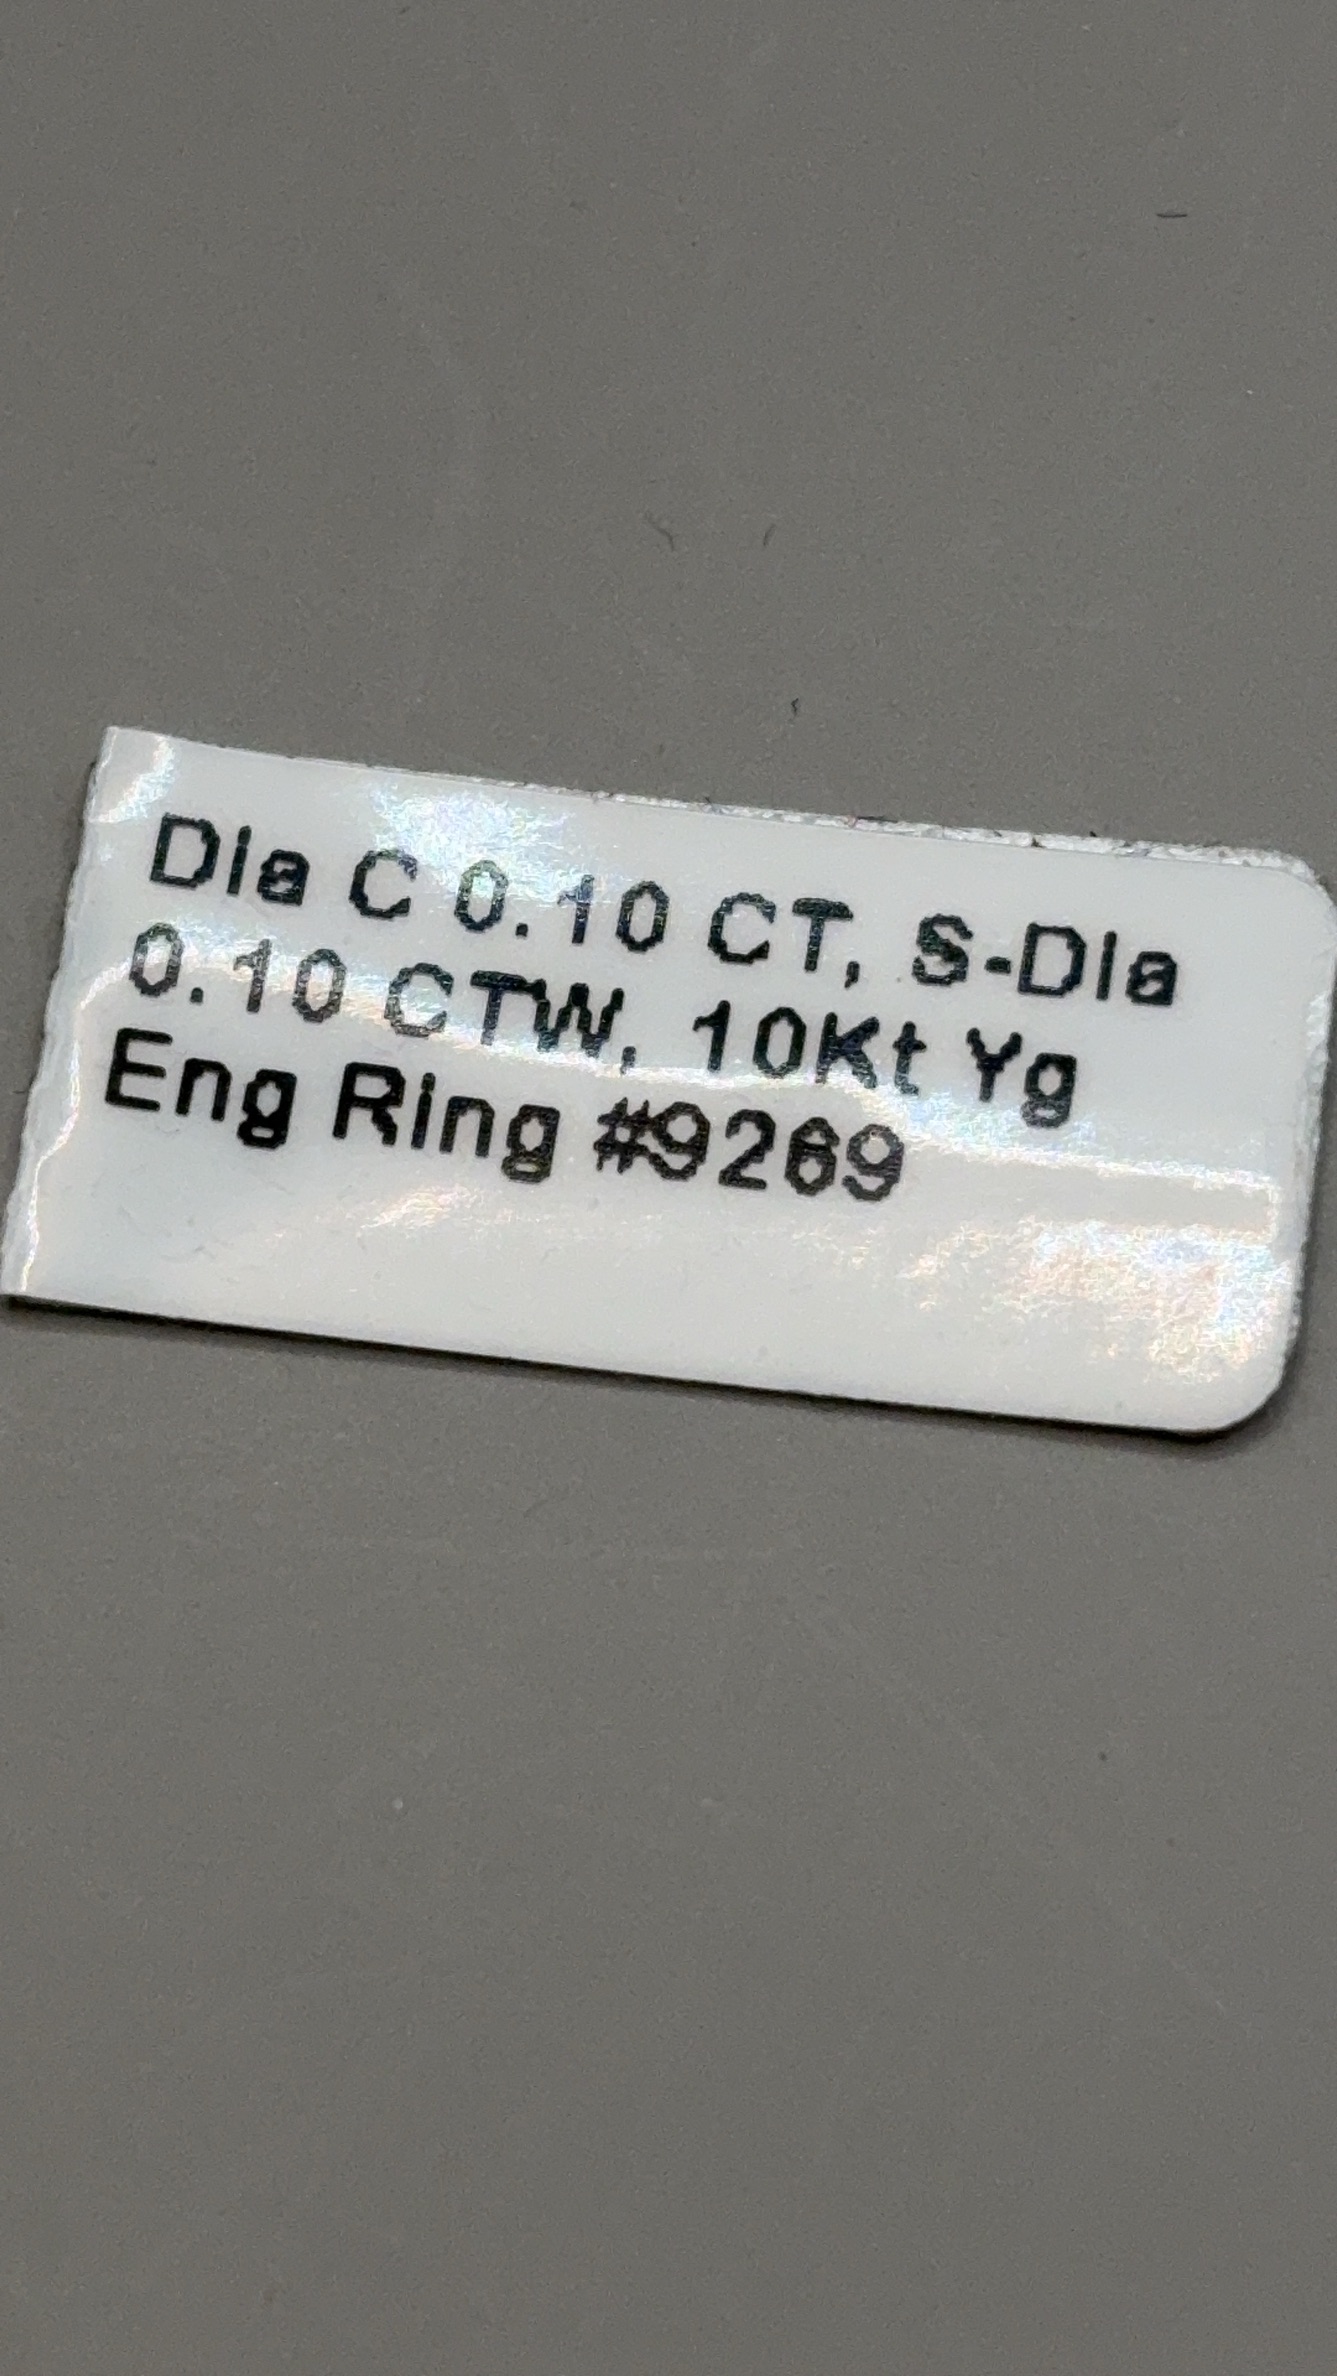 Dia C 0.10 CT, S-Dia
0.10 CTW, 10Kt Yg
Eng Ring #9269